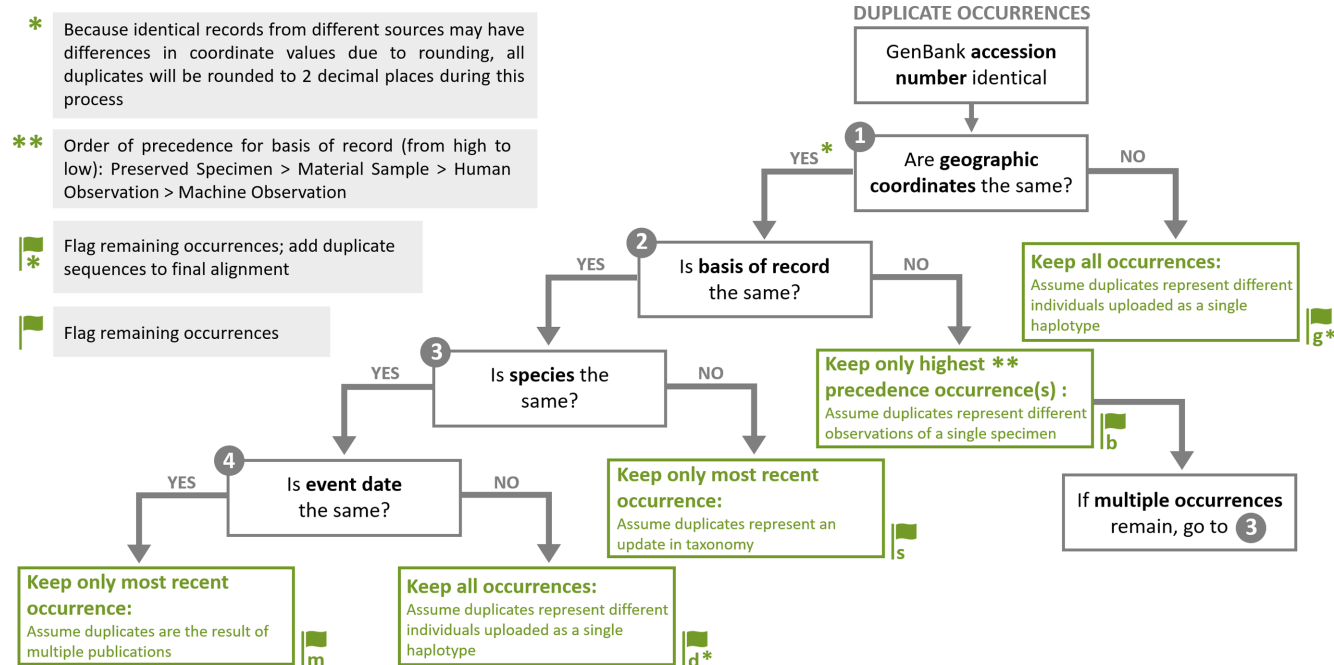 * Because identical records from different sources may have
differences in coordinate values due to rounding, all
duplicates will be rounded to 2 decimal places during this
process
** Order of precedence for basis of record (from high to
low): Preserved Specimen > Material Sample > Human
Observation > Machine Observation
* Flag remaining occurrences; add duplicate
sequences to final alignment
Flag remaining occurrences
DUPLICATE OCCURRENCES
GenBank accession
number identical
1
Are geographic
coordinates the same?
YES *
NO
2
Is basis of record
the same?
YES
NO
Keep all occurrences:
Assume duplicates represent different
individuals uploaded as a single
haplotype
g*
3
Is species the
same?
YES
NO
Keep only highest **
precedence occurrence(s) :
Assume duplicates represent different
observations of a single specimen
b
If multiple occurrences
remain, go to 3
4
Is event date
the same?
YES
NO
Keep only most recent
occurrence:
Assume duplicates represent an
update in taxonomy
s
Keep only most recent
occurrence:
Assume duplicates are the result of
multiple publications
m
Keep all occurrences:
Assume duplicates represent different
individuals uploaded as a single
haplotype
d*